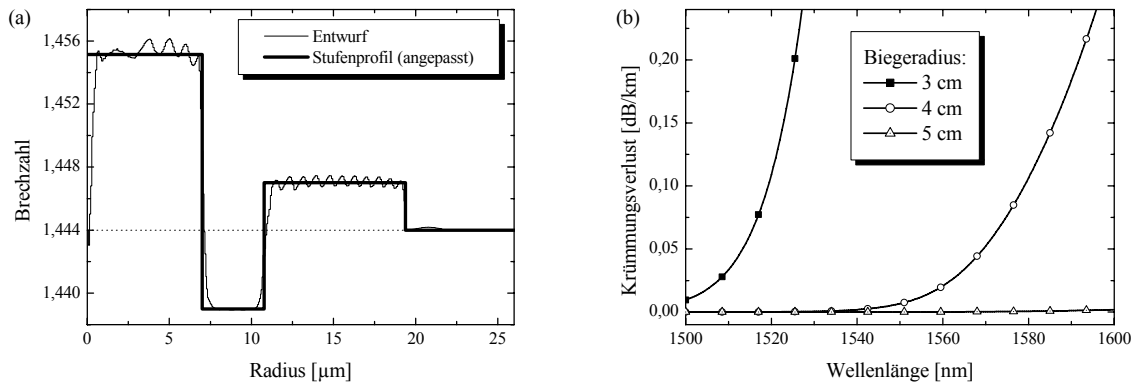 (a)
Entwurf
Stufenprofil (angepasst)
1,456
1,452
1,448
1,444
1,440
Brechzahl
0 5 10 15 20 25
Radius [µm]
(b)
Biegeradius:
3 cm
4 cm
5 cm
0,20
0,15
0,10
0,05
0,00
Krümmungsverlust [dB/km]
1500 1520 1540 1560 1580 1600
Wellenlänge [nm]